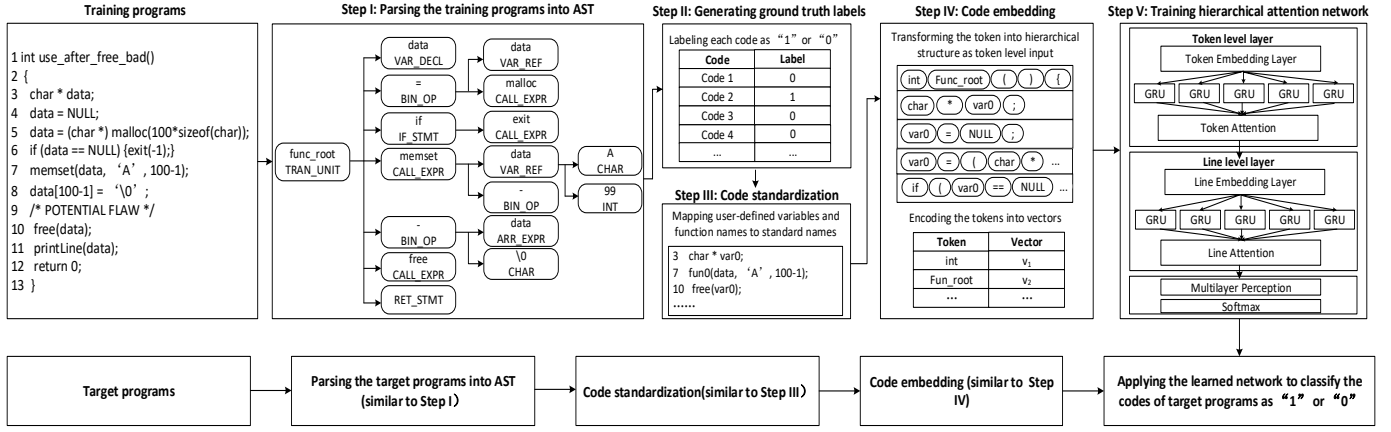 Training programs
1 int use_after_free_bad()
2 {
3 char * data;
4 data = NULL;
5 data = (char *) malloc(100*sizeof(char));
6 if (data == NULL) {exit(-1);}
7 memset(data, ‘A’, 100-1);
8 data[100-1] = ‘\0’;
9 /* POTENTIAL FLAW */
10 free(data);
11 printLine(data);
12 return 0;
13 }
Step I: Parsing the training programs into AST
func_root
TRAN_UNIT
data
VAR_DECL
=
BIN_OP
data
VAR_REF
malloc
CALL_EXPR
if
IF_STMT
exit
CALL_EXPR
memset
CALL_EXPR
data
VAR_REF
A
CHAR
99
INT
-
BIN_OP
-
BIN_OP
data
ARR_EXPR
\0
CHAR
free
CALL_EXPR
RET_STMT
Step II: Generating ground truth labels
Labeling each code as “1” or “0”
Code Label
Code 1 0
Code 2 1
Code 3 0
Code 4 0
... ...
Step III: Code standardization
Mapping user-defined variables and
function names to standard names
3 char * var0;
7 fun0(data, ‘A’, 100-1);
10 free(var0);
......
Step IV: Code embedding
Transforming the token into hierarchical
structure as token level input
int Func_root ( ) {
char * var0 ;
var0 = NULL ;
var0 = ( char * ...
if ( var0 == NULL ...
Encoding the tokens into vectors
Token Vector
int v1
Fun_root v2
... ...
Step V: Training hierarchical attention network
Token level layer
Token Embedding Layer
GRU GRU GRU GRU GRU
Token Attention
Line level layer
Line Embedding Layer
GRU GRU GRU GRU GRU
Line Attention
Multilayer Perception
Softmax
Target programs
Parsing the target programs into AST
(similar to Step I)
Code standardization(similar to Step III)
Code embedding (similar to Step
IV)
Applying the learned network to classify the
codes of target programs as “1” or “0”